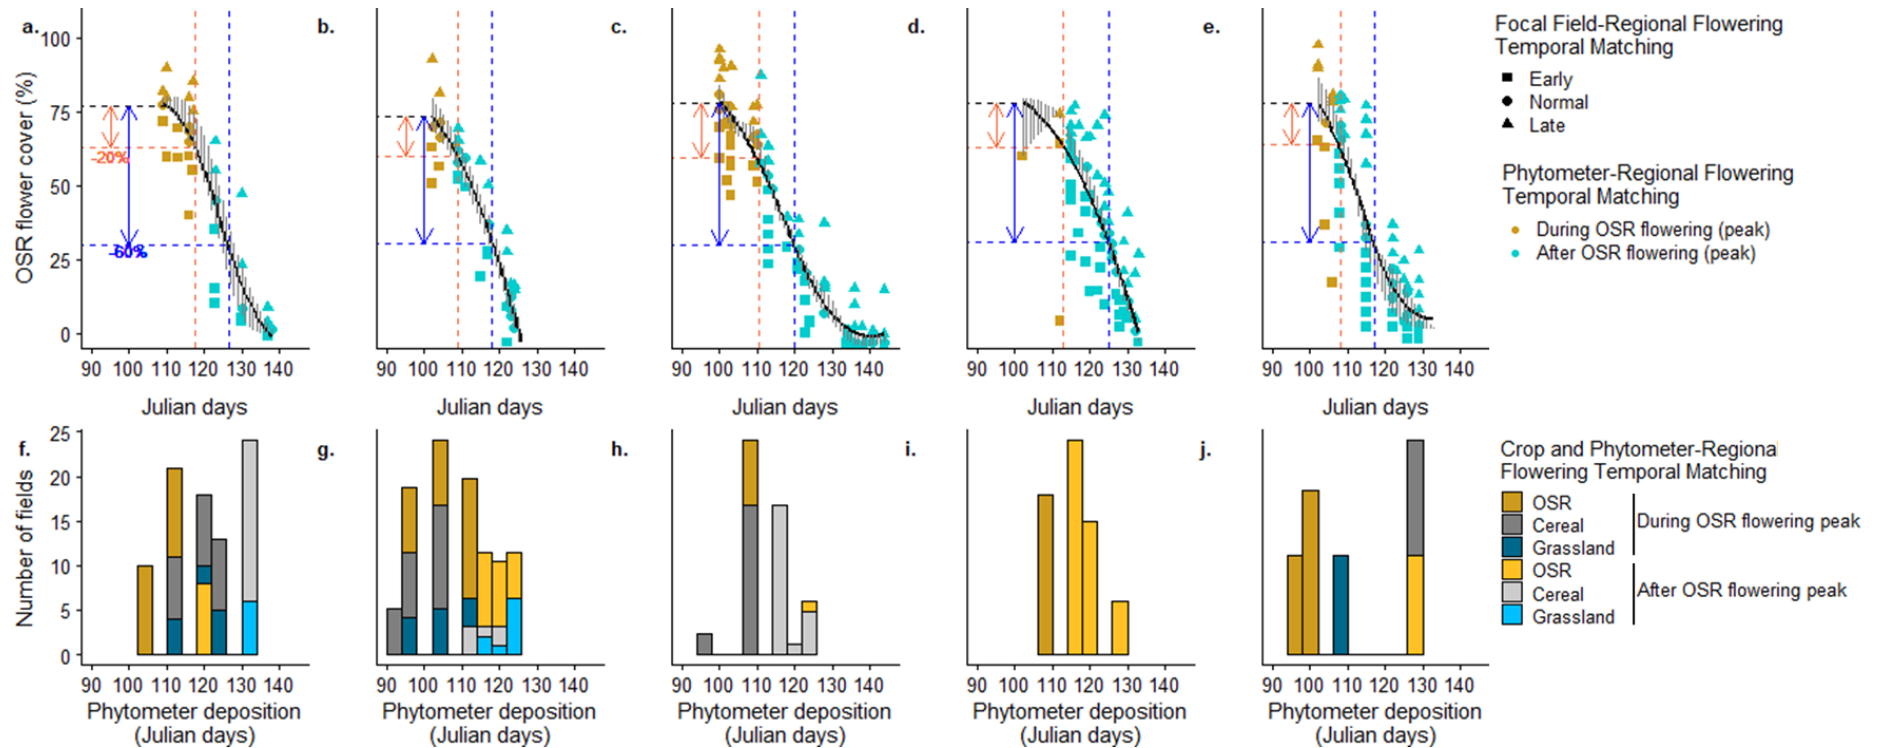 a.
b.
c.
d.
e.
OSR flower cover (%)
100
75
50
25
0
-20%
-60%
90 100 110 120 130 140
90 100 110 120 130 140
90 100 110 120 130 140
90 100 110 120 130 140
90 100 110 120 130 140
Julian days
Julian days
Julian days
Julian days
Julian days
Focal Field-Regional Flowering
Temporal Matching
Early
Normal
Late
Phytometer-Regional Flowering
Temporal Matching
During OSR flowering (peak)
After OSR flowering (peak)
f.
g.
h.
i.
j.
Number of fields
25
20
15
10
5
0
90 100 110 120 130 140
90 100 110 120 130 140
90 100 110 120 130 140
90 100 110 120 130 140
90 100 110 120 130 140
Phytometer deposition
(Julian days)
Phytometer deposition
(Julian days)
Phytometer deposition
(Julian days)
Phytometer deposition
(Julian days)
Phytometer deposition
(Julian days)
Crop and Phytometer-Regional
Flowering Temporal Matching
OSR
Cereal
Grassland
During OSR flowering peak
OSR
Cereal
Grassland
After OSR flowering peak